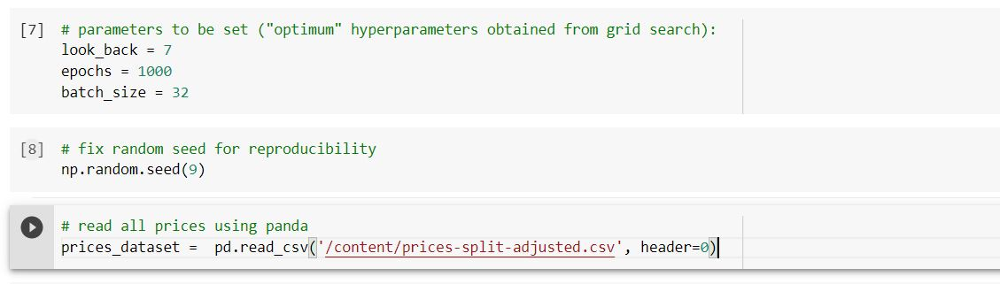 [7] # parameters to be set ("optimum" hyperparameters obtained from grid search):
look_back = 7
epochs = 1000
batch_size = 32
[8] # fix random seed for reproducibility
np.random.seed(9)
# read all prices using panda
prices_dataset =  pd.read_csv('/content/prices-split-adjusted.csv', header=0)